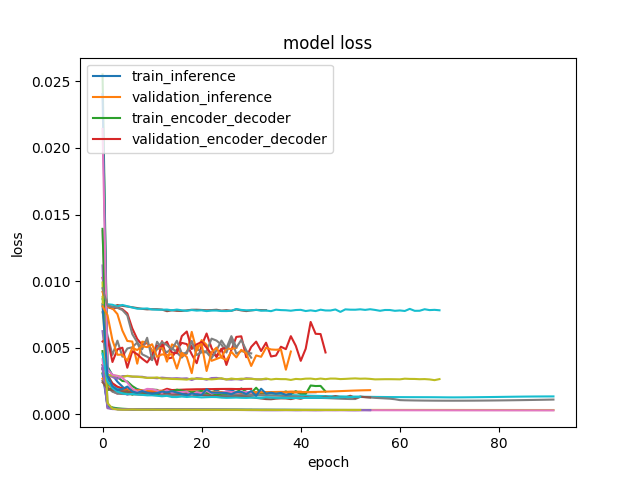 model loss
train_inference
validation_inference
train_encoder_decoder
validation_encoder_decoder
0.025
0.020
0.015
0.010
0.005
0.000
loss
0 20 40 60 80
epoch